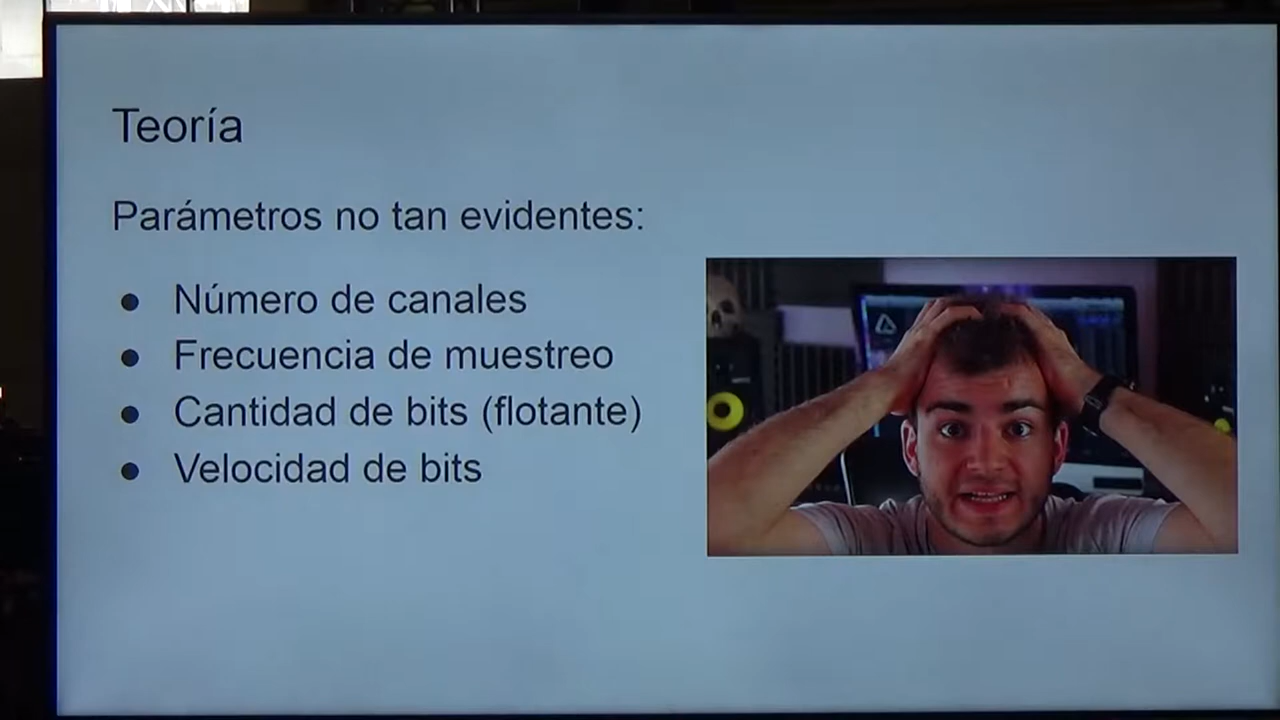 Teoría
Parámetros no tan evidentes:
● Número de canales
● Frecuencia de muestreo
● Cantidad de bits (flotante)
● Velocidad de bits